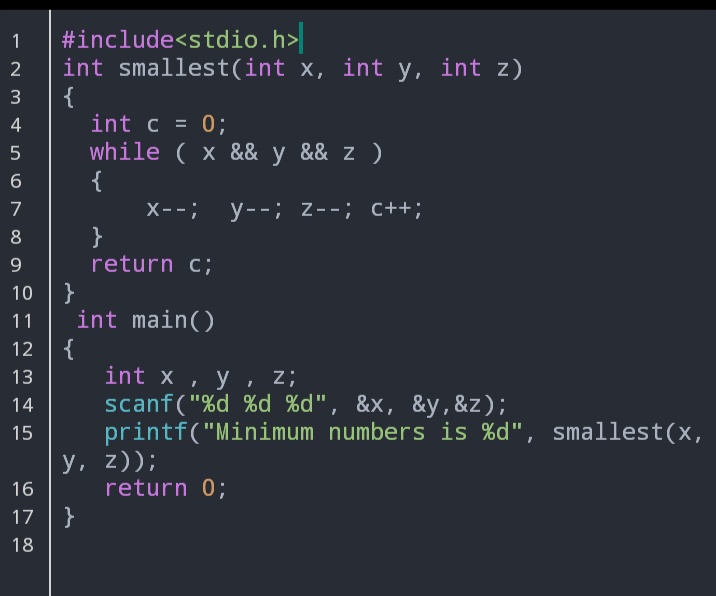 1 #include<stdio.h>
2 int smallest(int x, int y, int z)
3 {
4 int c = 0;
5 while ( x && y && z )
6 {
7 x--; y--; z--; c++;
8 }
9 return c;
10 }
11 int main()
12 {
13 int x , y , z;
14 scanf("%d %d %d", &x, &y,&z);
15 printf("Minimum numbers is %d", smallest(x,
y, z));
16 return 0;
17 }
18